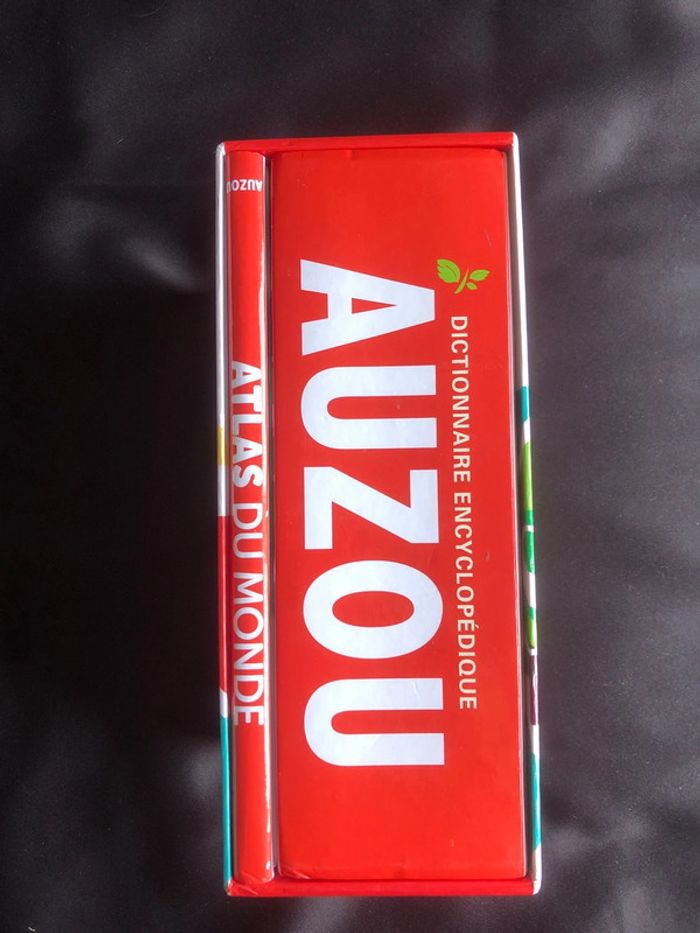 AUZOU
ATLAS DU MONDE
DICTIONNAIRE ENCYCLOPÉDIQUE
AUZOU